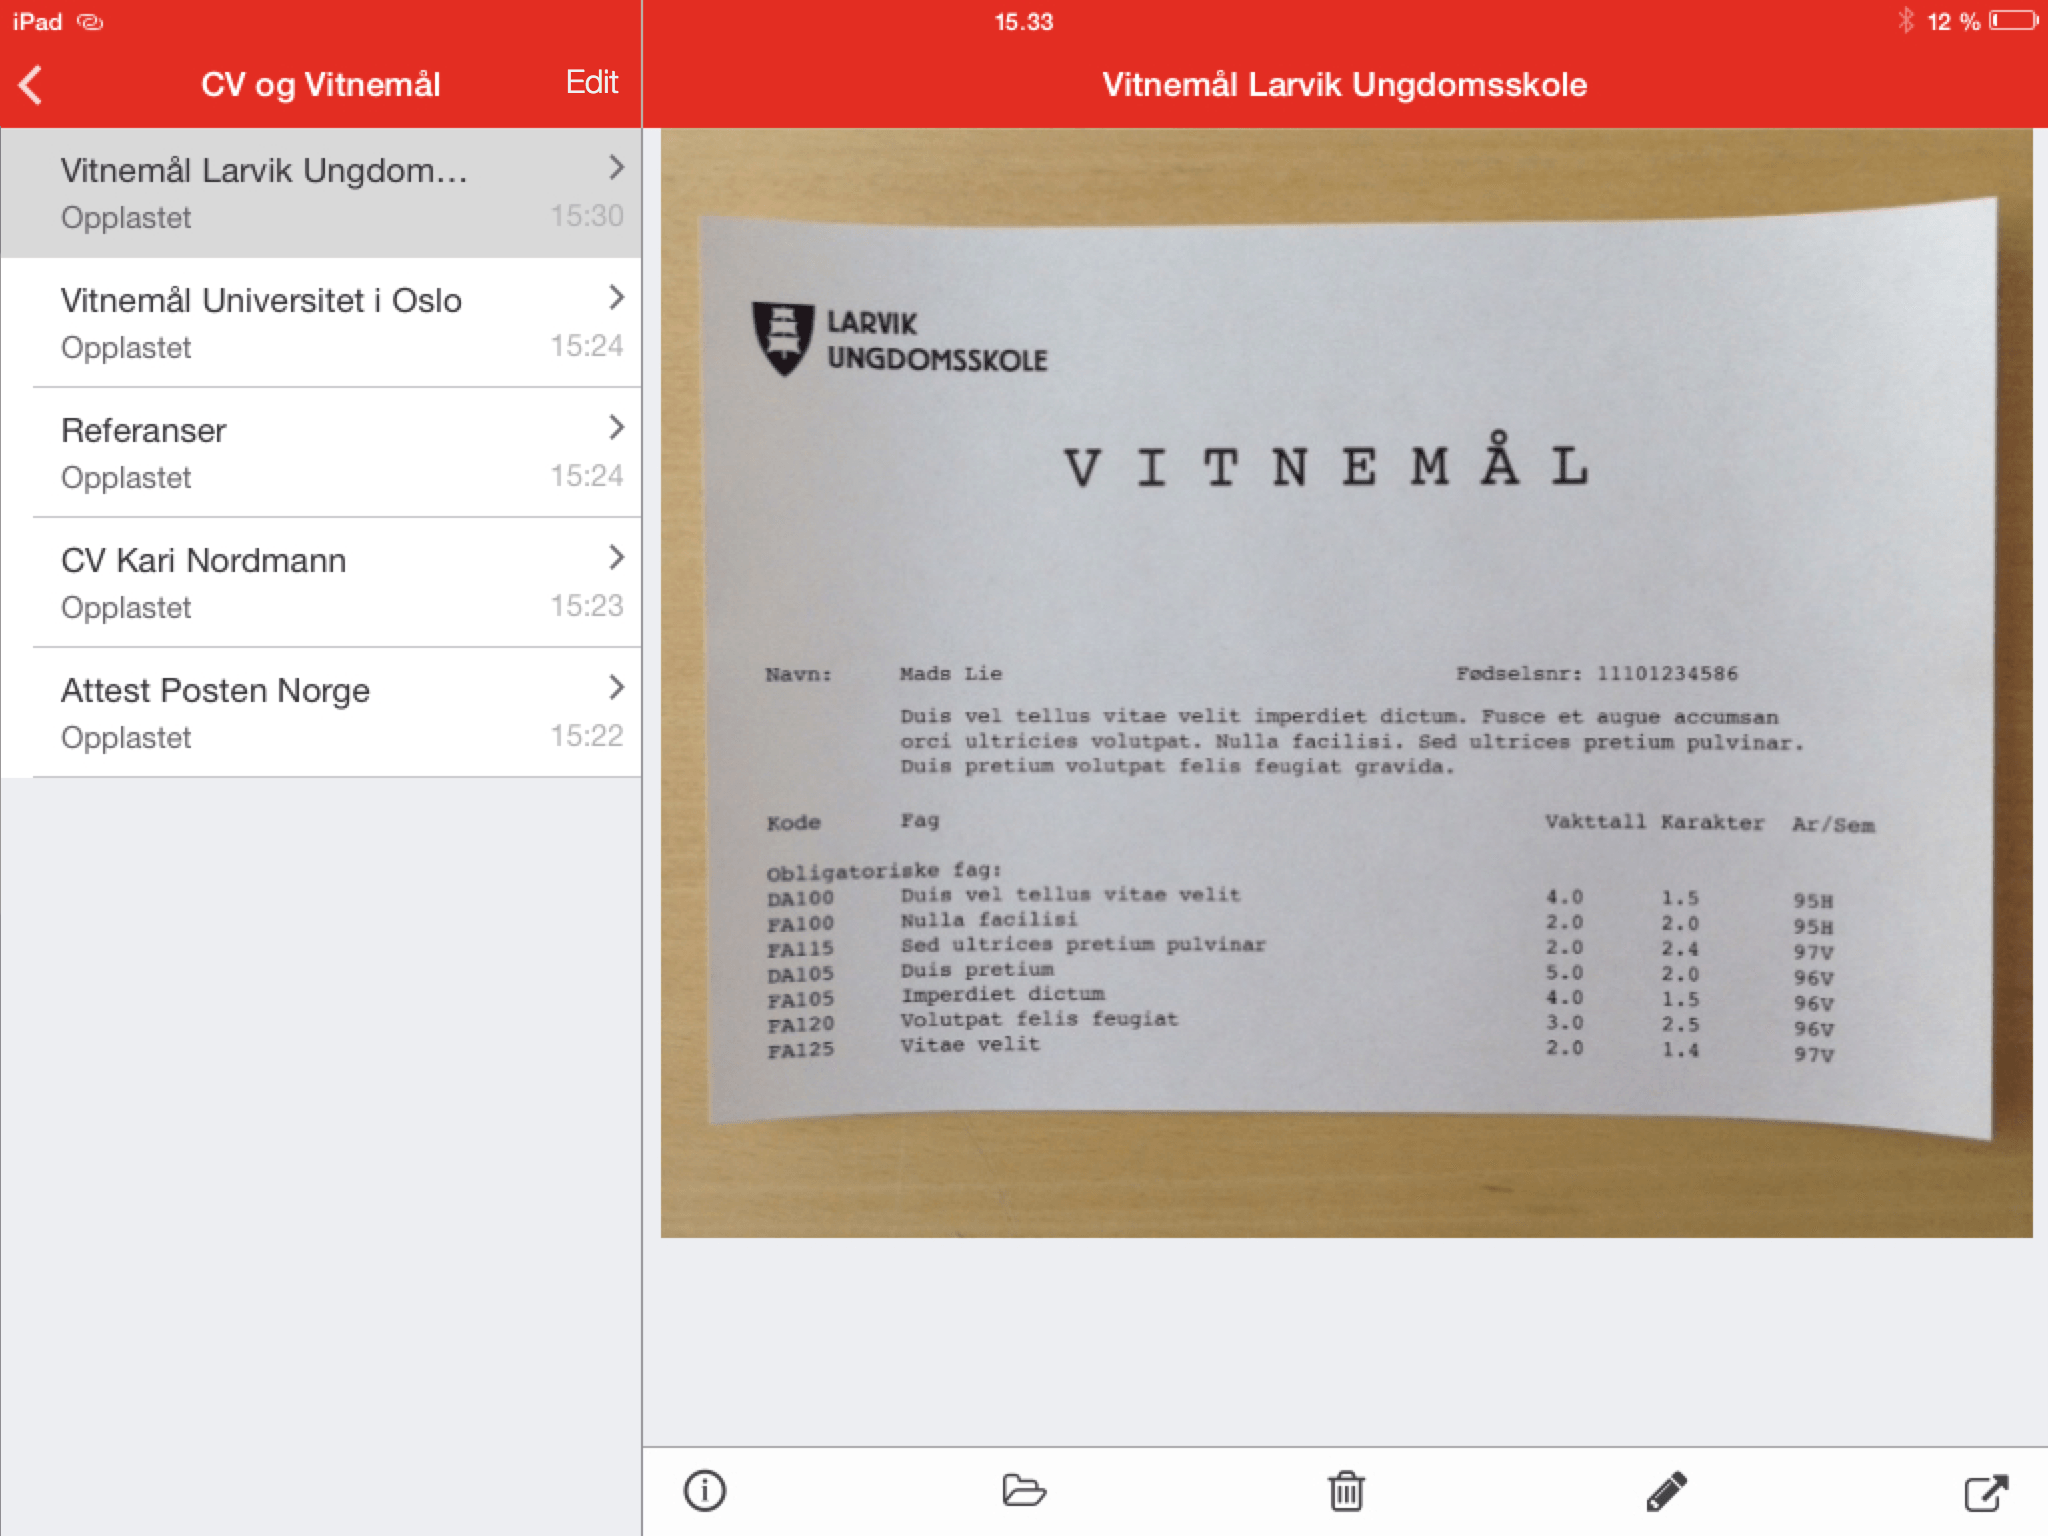 iPad
15.33
12 %
CV og Vitnemål
Edit
Vitnemål Larvik Ungdomsskole
Vitnemål Larvik Ungdom...
Opplastet 15:30
Vitnemål Universitet i Oslo
Opplastet 15:24
Referanser
Opplastet 15:24
CV Kari Nordmann
Opplastet 15:23
Attest Posten Norge
Opplastet 15:22
LARVIK
UNGDOMSSKOLE
VITNEMÅL
Navn: Mads Lie Fødselsnr: 11101234586
Duis vel tellus vitae velit imperdiet dictum. Fusce et augue accumsan
orci ultricies volutpat. Nulla facilisi. Sed ultrices pretium pulvinar.
Duis pretium volutpat felis feugiat gravida.
Kode Fag Vakttall Karakter Ar/Sem
Obligatoriske fag:
DA100 Duis vel tellus vitae velit 4.0 1.5 95H
FA100 Nulla facilisi 2.0 2.0 95H
FA115 Sed ultrices pretium pulvinar 2.0 2.4 97V
DA105 Duis pretium 5.0 2.0 96V
FA105 Imperdiet dictum 4.0 1.5 96V
FA120 Volutpat felis feugiat 3.0 2.5 96V
FA125 Vitae velit 2.0 1.4 97V